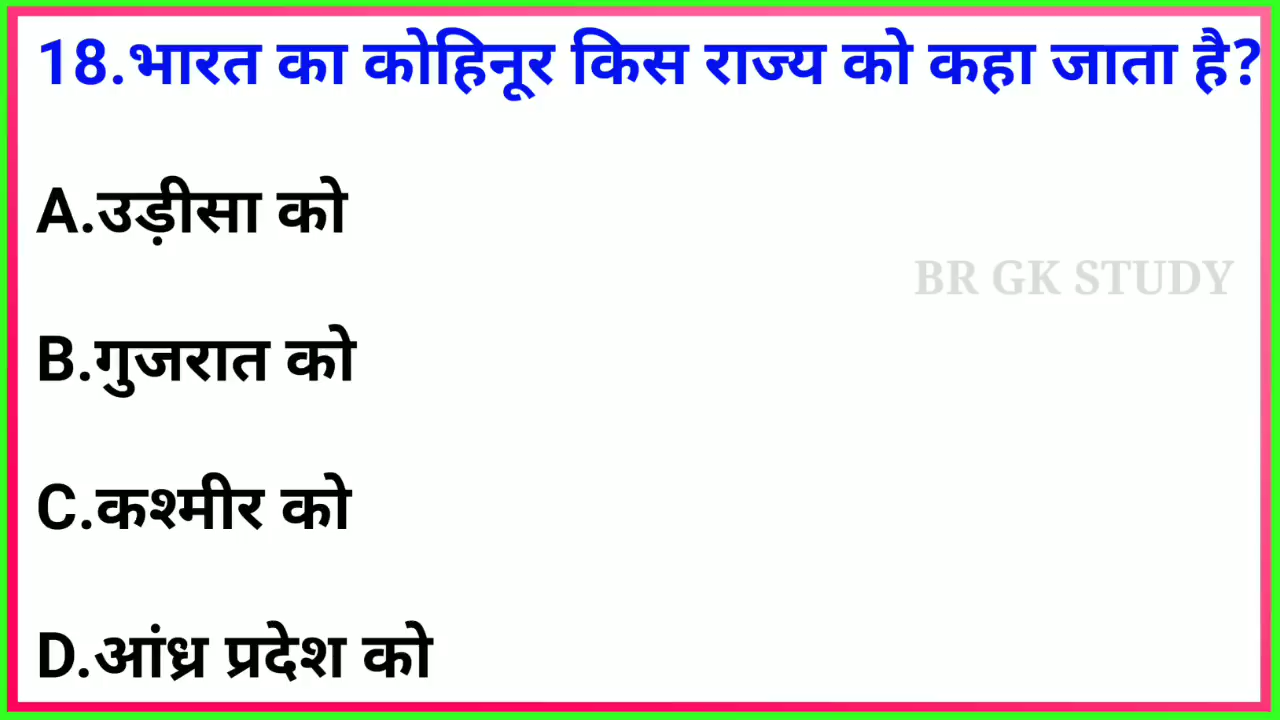 18.भारत का कोहिनूर किस राज्य को कहा जाता है?
A.उड़ीसा को
BR GK STUDY
B.गुजरात को
C.कश्मीर को
D.आंध्र प्रदेश को